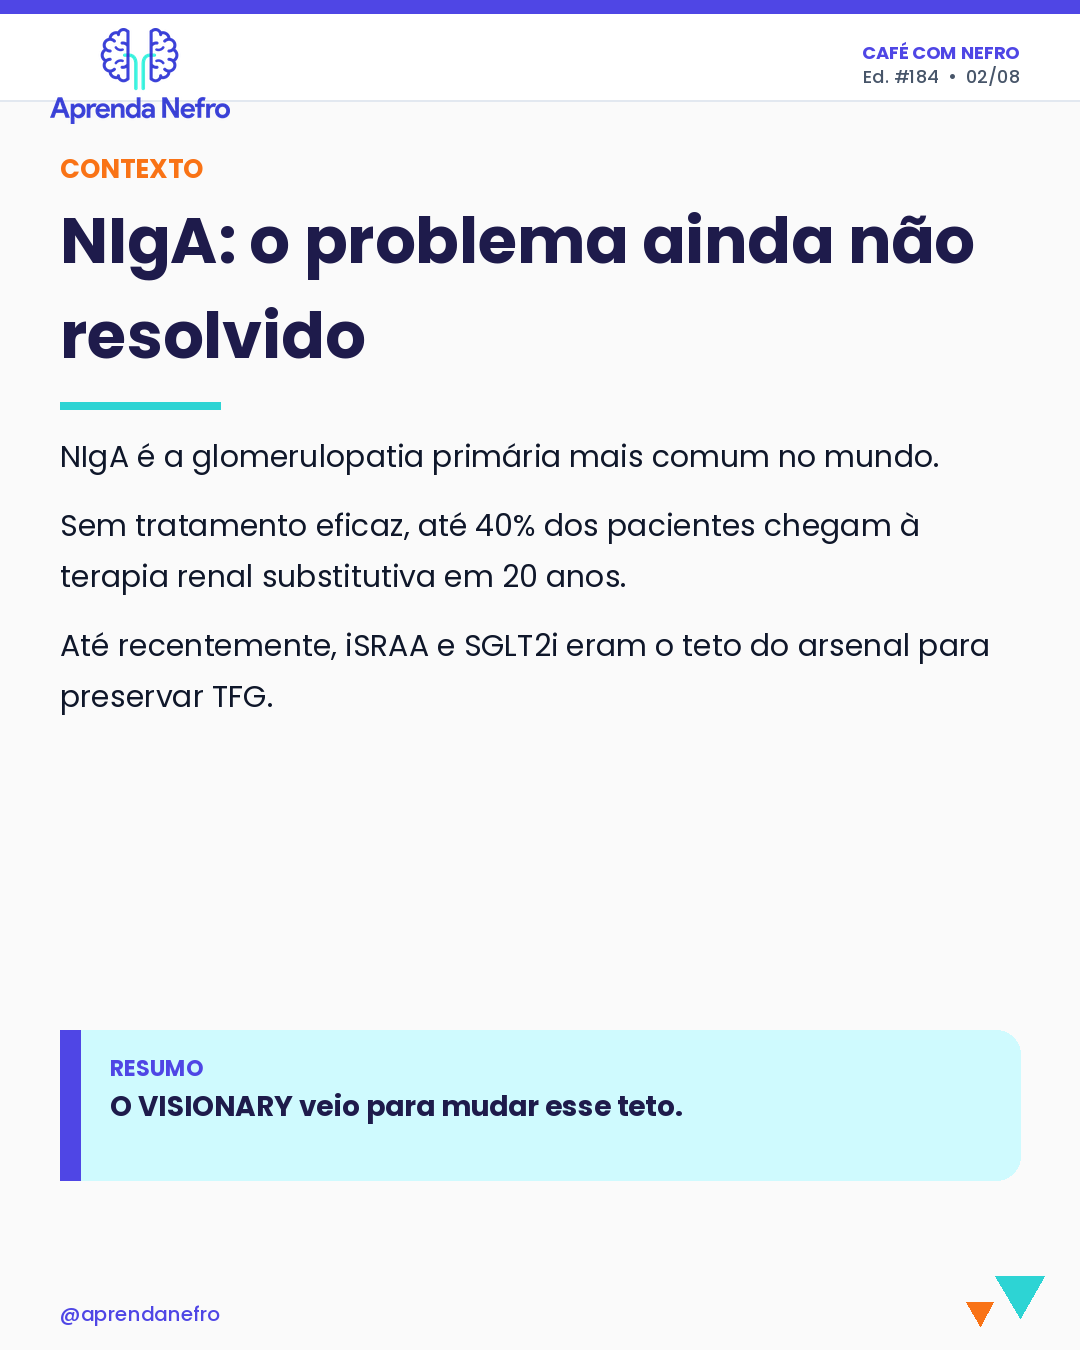 Aprenda Nefro
CAFÉ COM NEFRO
Ed. #184 • 02/08
CONTEXTO
NIgA: o problema ainda não
resolvido
NIgA é a glomerulopatia primária mais comum no mundo.
Sem tratamento eficaz, até 40% dos pacientes chegam à
terapia renal substitutiva em 20 anos.
Até recentemente, iSRAA e SGLT2i eram o teto do arsenal para
preservar TFG.
RESUMO
O VISIONARY veio para mudar esse teto.
@aprendanefro